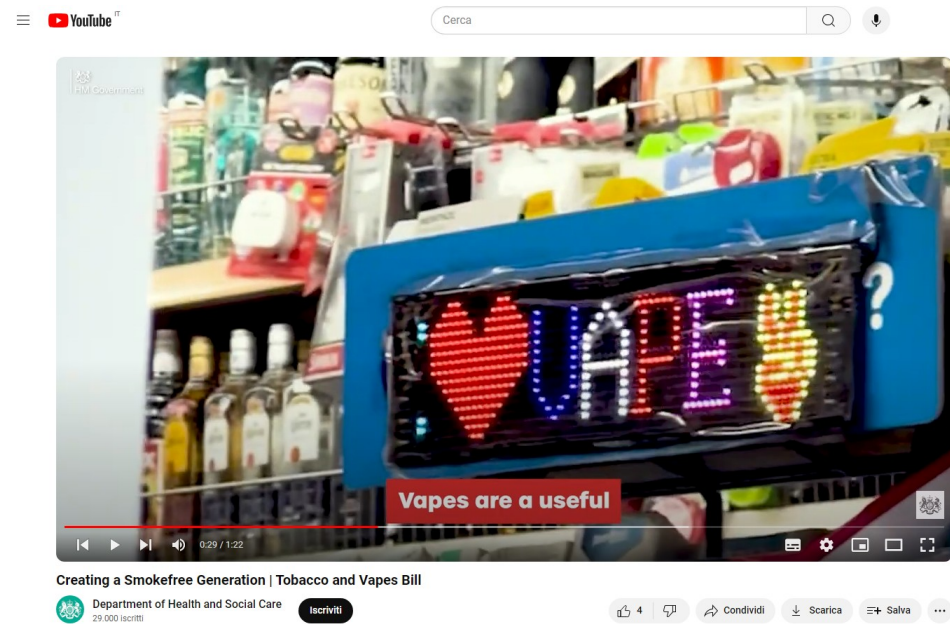 YouTube IT
Cerca
HM Government
VAPE
?
Vapes are a useful
0:29 / 1:22
Creating a Smokefree Generation | Tobacco and Vapes Bill
Department of Health and Social Care
29.000 iscritti
Iscriviti
4
Condividi
Scarica
Salva